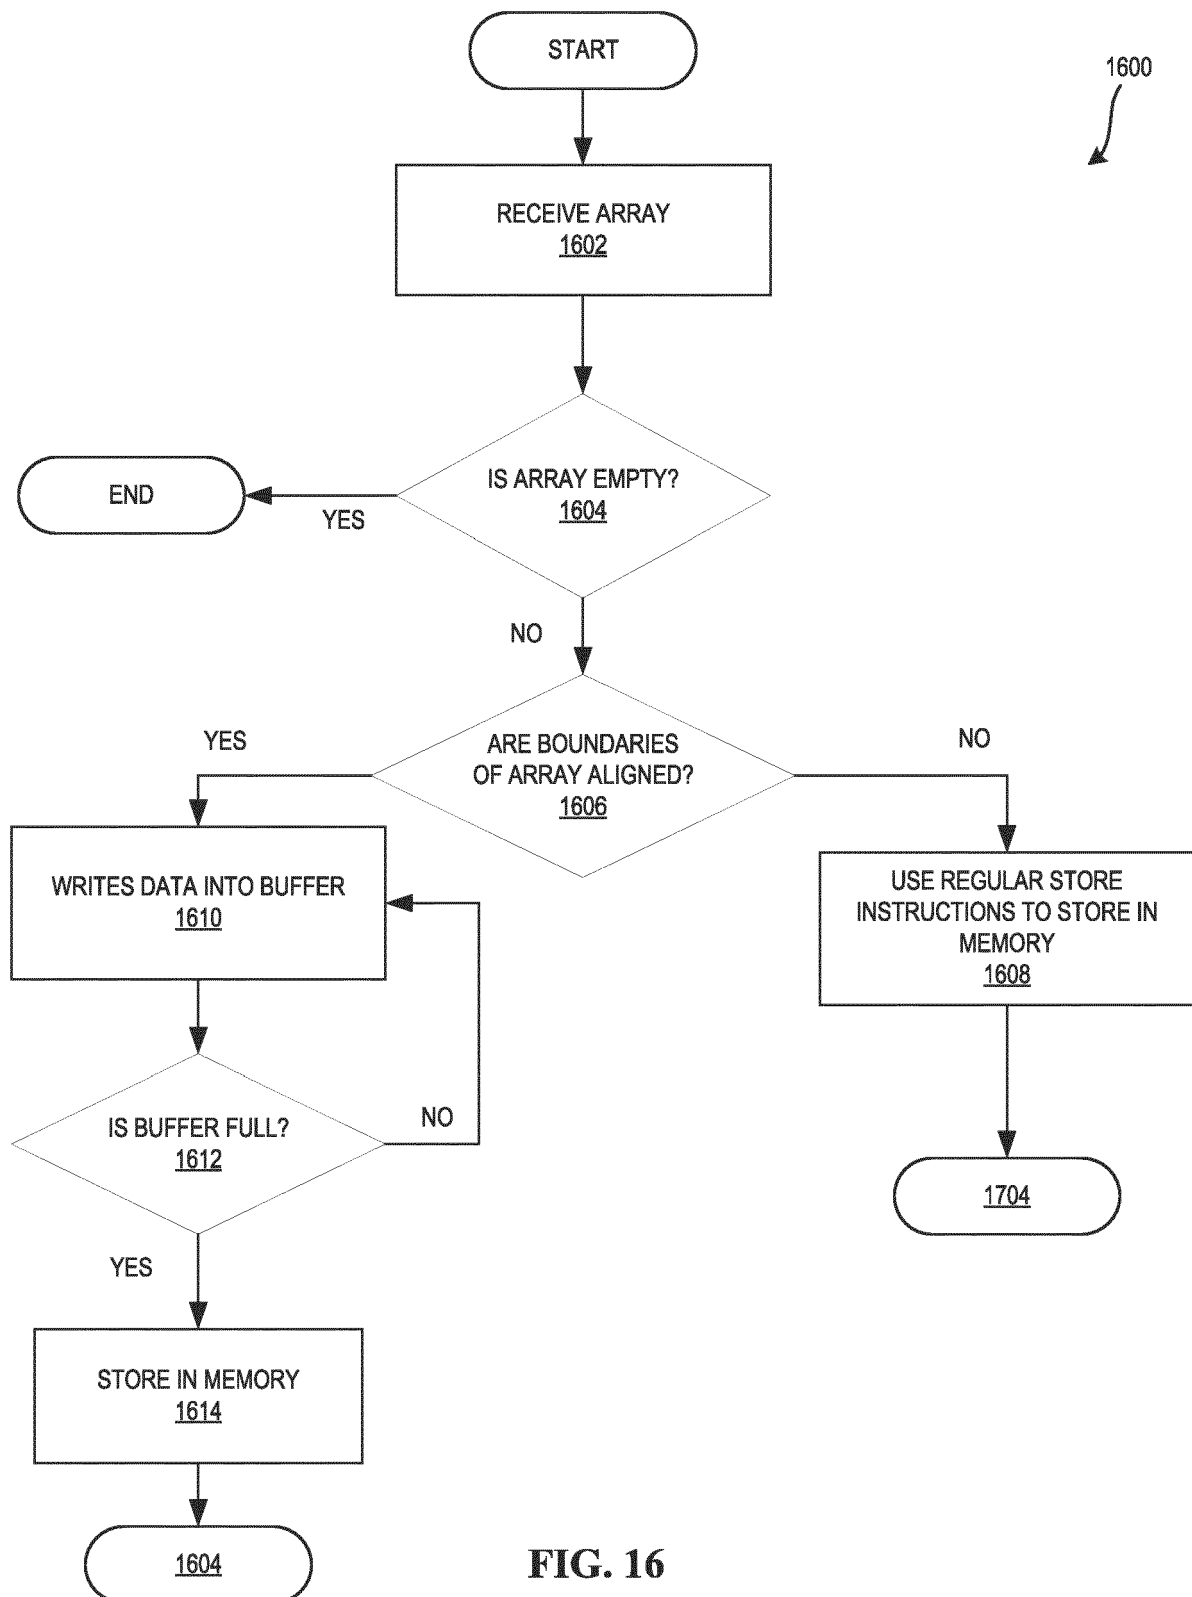 START
1600
RECEIVE ARRAY
1602
IS ARRAY EMPTY?
1604
END
YES
NO
ARE BOUNDARIES
OF ARRAY ALIGNED?
1606
YES
NO
WRITES DATA INTO BUFFER
1610
USE REGULAR STORE
INSTRUCTIONS TO STORE IN
MEMORY
1608
IS BUFFER FULL?
1612
NO
YES
1704
STORE IN MEMORY
1614
1604
FIG. 16